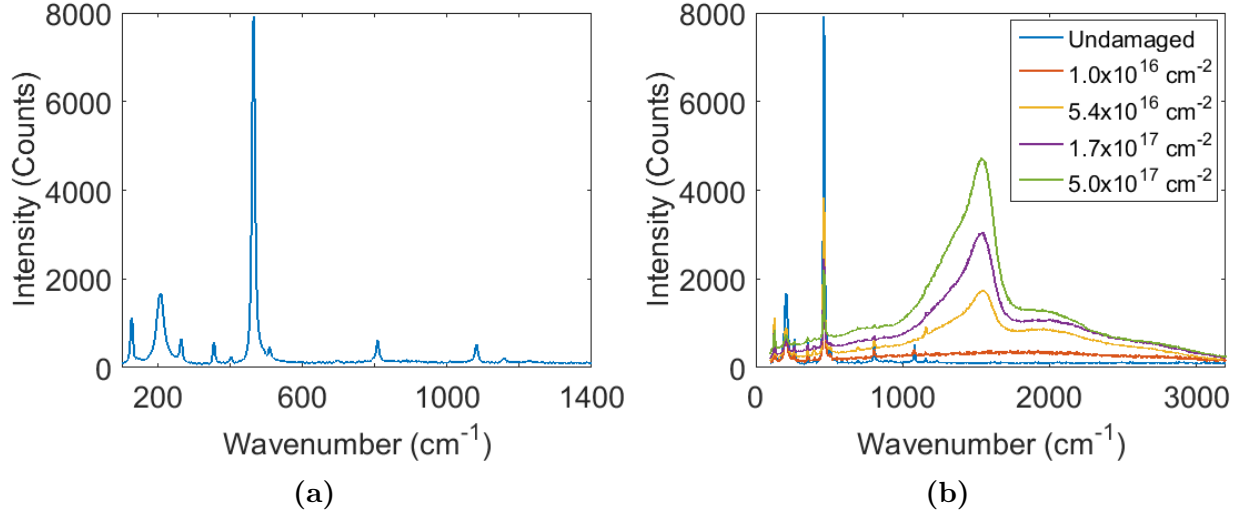 8000
6000
4000
2000
0
Intensity (Counts)
200
600
1000
1400
Wavenumber (cm⁻¹)
(a)
8000
6000
4000
2000
0
Intensity (Counts)
Undamaged
1.0x10¹⁶ cm⁻²
5.4x10¹⁶ cm⁻²
1.7x10¹⁷ cm⁻²
5.0x10¹⁷ cm⁻²
0
1000
2000
3000
Wavenumber (cm⁻¹)
(b)